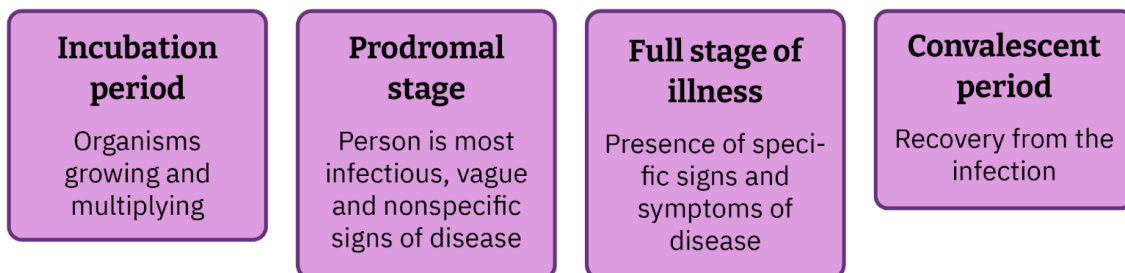 Incubation
period
Organisms
growing and
multiplying
Prodromal
stage
Person is most
infectious, vague
and nonspecific
signs of disease
Full stage of
illness
Presence of speci-
fic signs and
symptoms of
disease
Convalescent
period
Recovery from the
infection